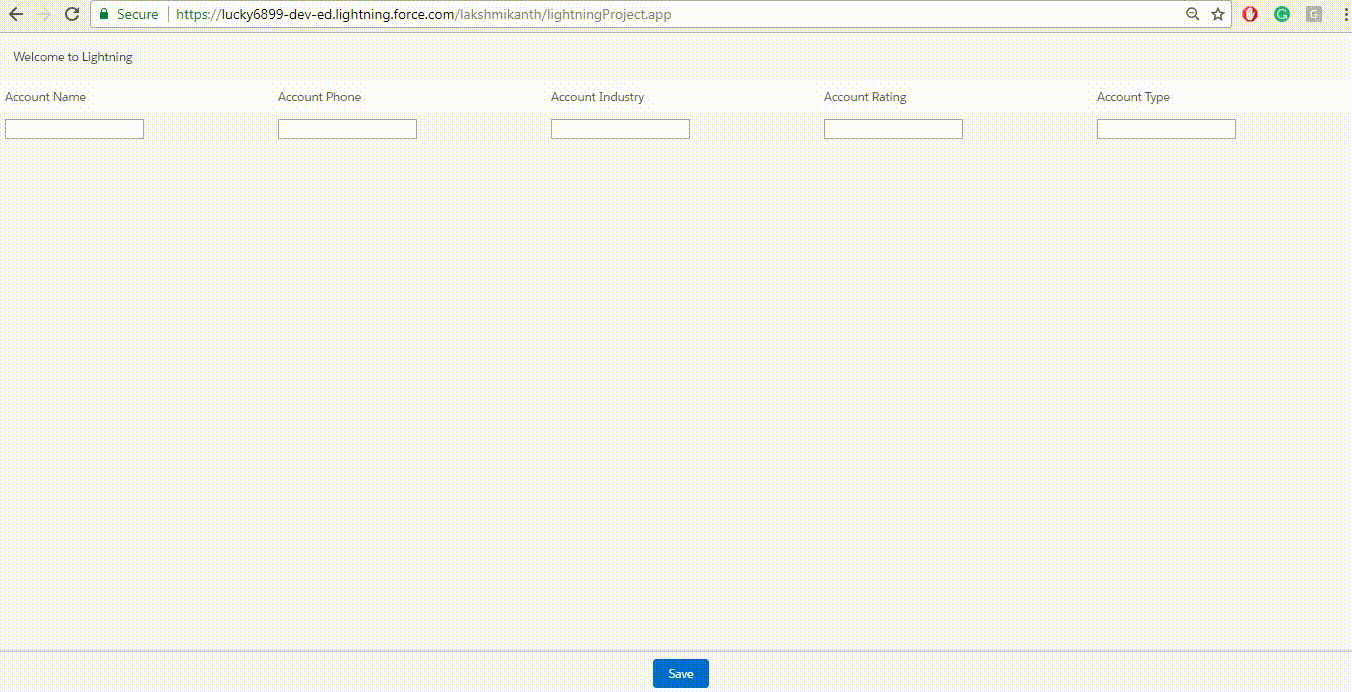 Secure https://lucky6899-dev-ed.lightning.force.com/lakshmikanth/lightningProject.app
Welcome to Lightning
Account Name Account Phone Account Industry Account Rating Account Type
Save